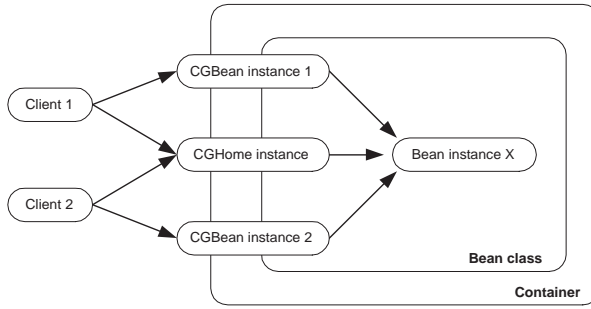 CGBean instance 1
Client 1
CGHome instance
Bean instance X
Client 2
CGBean instance 2
Bean class
Container